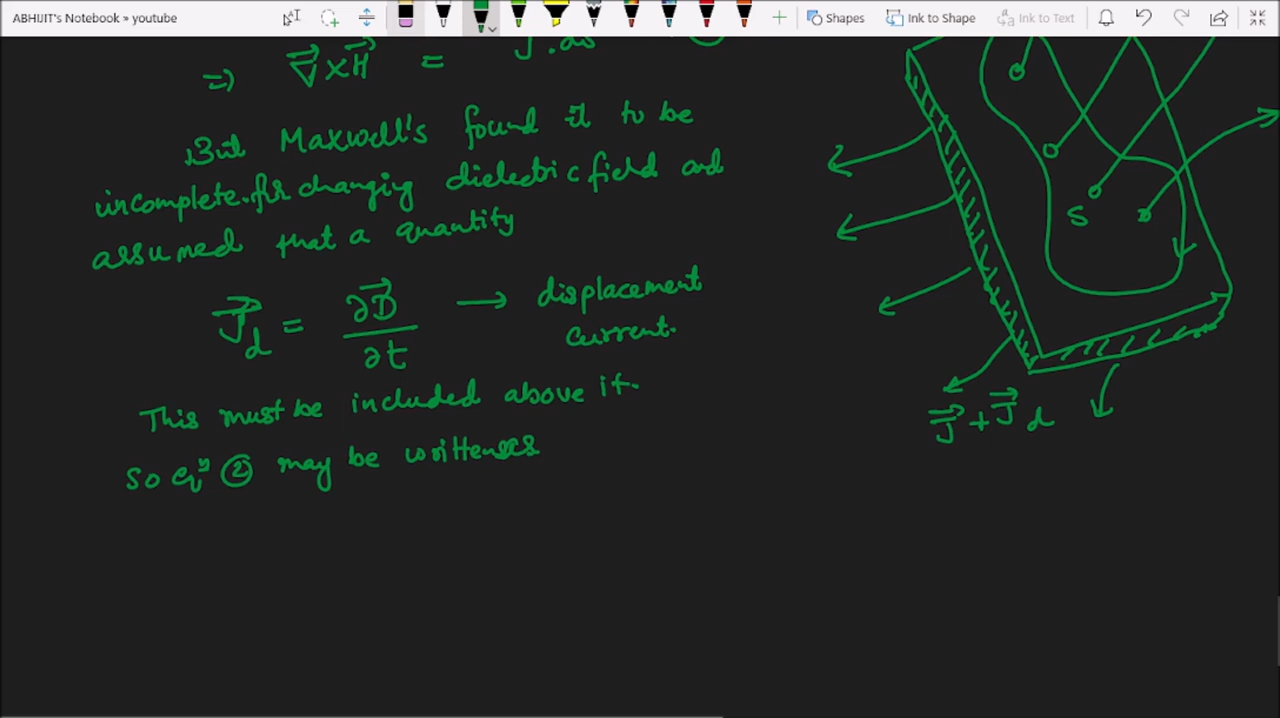 ABHIJIT's Notebook » youtube
Shapes
Ink to Shape
Ink to Text
⇒ ∇⃗ × H⃗ = J⃗ . ds
But Maxwell's found it to be
incomplete for changing dielectric field and
assumed that a quantity
J⃗d = ∂D⃗/∂t → displacement
current.
This must be included above it.
So eqn ② may be written as
S
J⃗ + J⃗d